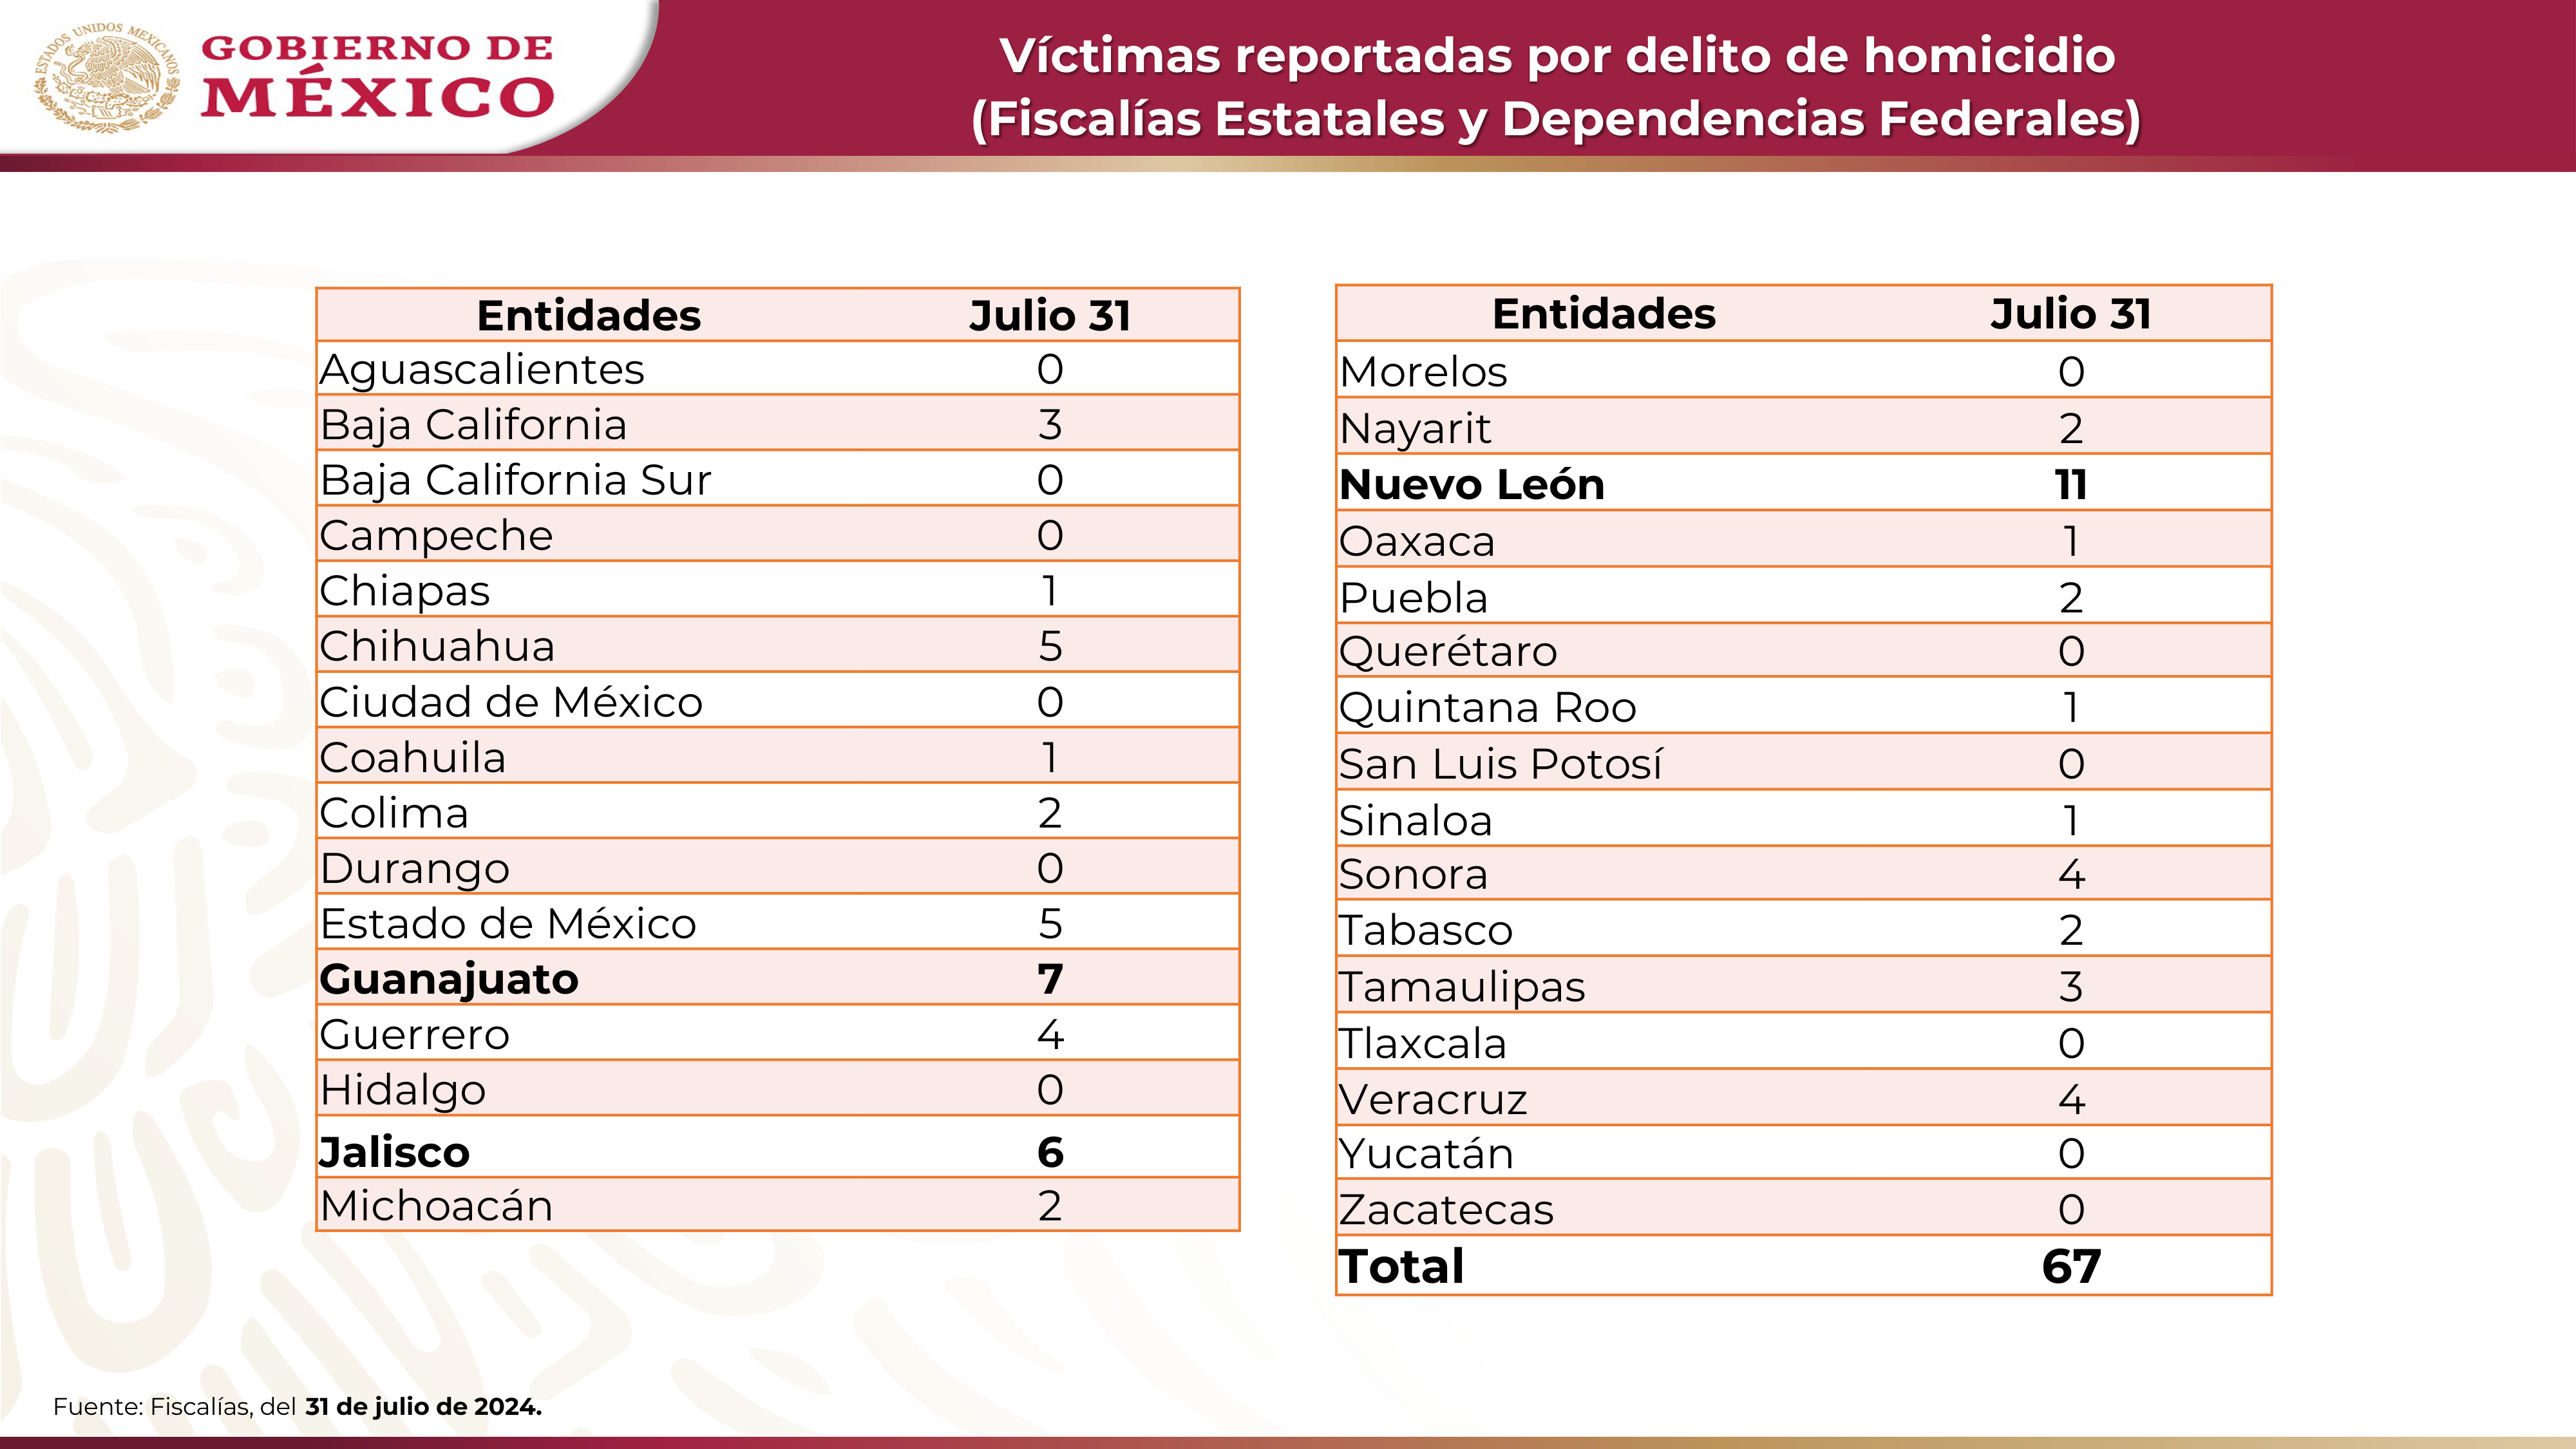 ESTADOS UNIDOS MEXICANOS
GOBIERNO DE
MÉXICO
Víctimas reportadas por delito de homicidio
(Fiscalías Estatales y Dependencias Federales)
Entidades Julio 31
Aguascalientes 0
Baja California 3
Baja California Sur 0
Campeche 0
Chiapas 1
Chihuahua 5
Ciudad de México 0
Coahuila 1
Colima 2
Durango 0
Estado de México 5
Guanajuato 7
Guerrero 4
Hidalgo 0
Jalisco 6
Michoacán 2
Entidades Julio 31
Morelos 0
Nayarit 2
Nuevo León 11
Oaxaca 1
Puebla 2
Querétaro 0
Quintana Roo 1
San Luis Potosí 0
Sinaloa 1
Sonora 4
Tabasco 2
Tamaulipas 3
Tlaxcala 0
Veracruz 4
Yucatán 0
Zacatecas 0
Total 67
Fuente: Fiscalías, del 31 de julio de 2024.